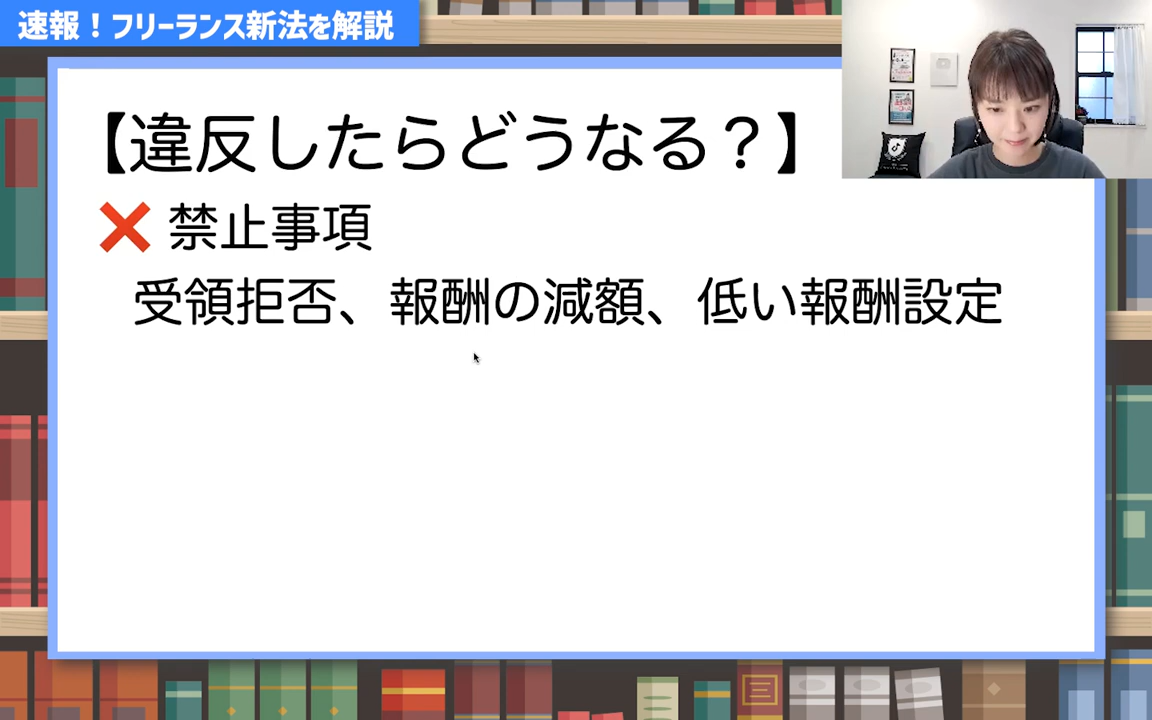 速報！フリーランス新法を解説
【違反したらどうなる？】
❌ 禁止事項
受領拒否、報酬の減額、低い報酬設定